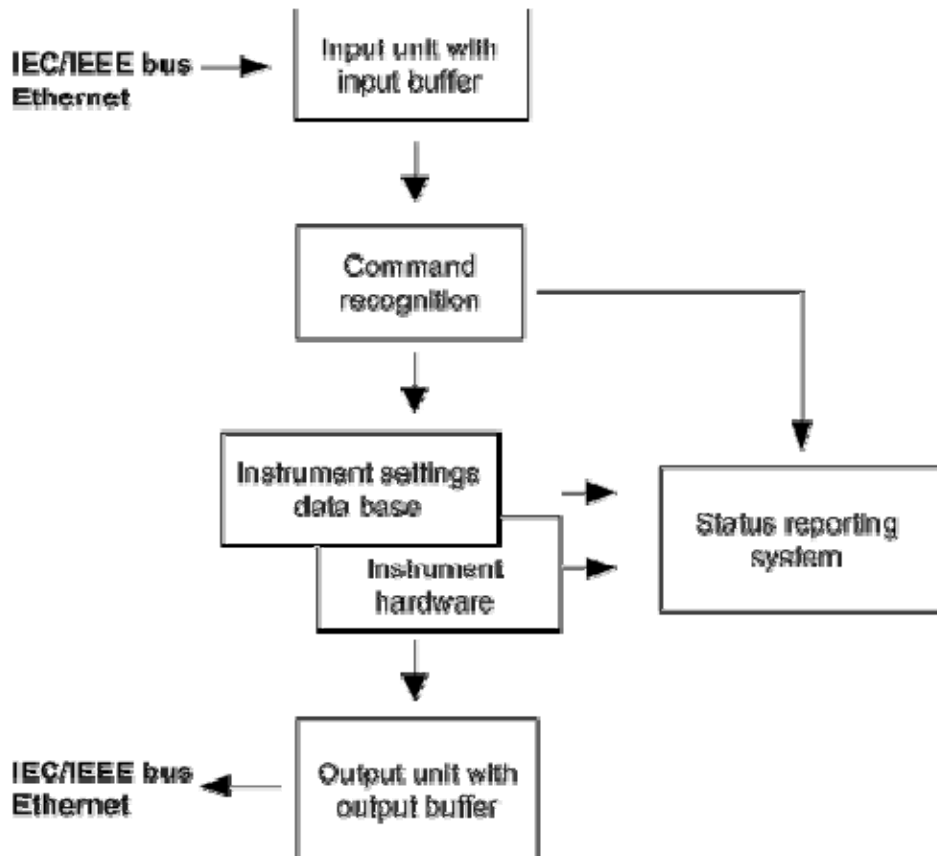 IEC/IEEE bus
Ethernet
Input unit with
input buffer
Command
recognition
Instrument settings
data base
Instrument
hardware
Status reporting
system
IEC/IEEE bus
Ethernet
Output unit with
output buffer